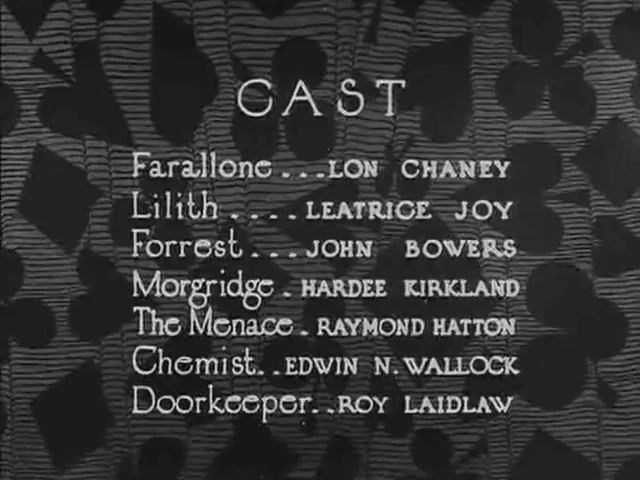 CAST
Farallone...LON CHANEY
Lilith....LEATRICE JOY
Forrest...JOHN BOWERS
Morgridge.HARDEE KIRKLAND
The Menace.RAYMOND HATTON
Chemist..EDWIN N. WALLOCK
Doorkeeper..ROY LAIDLAW